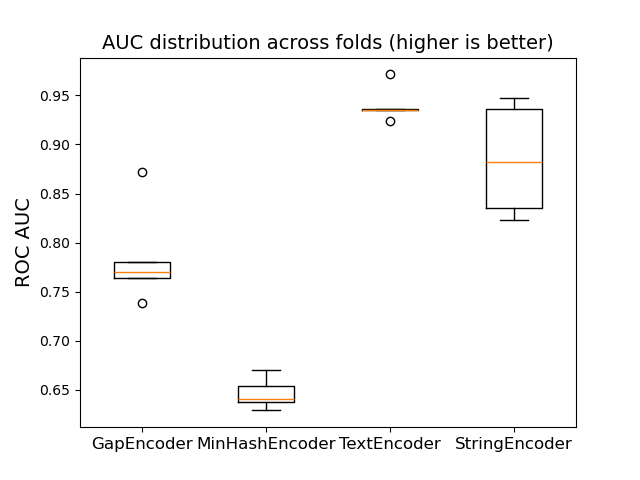 AUC distribution across folds (higher is better)
ROC AUC
0.95
0.90
0.85
0.80
0.75
0.70
0.65
GapEncoder MinHashEncoder TextEncoder StringEncoder